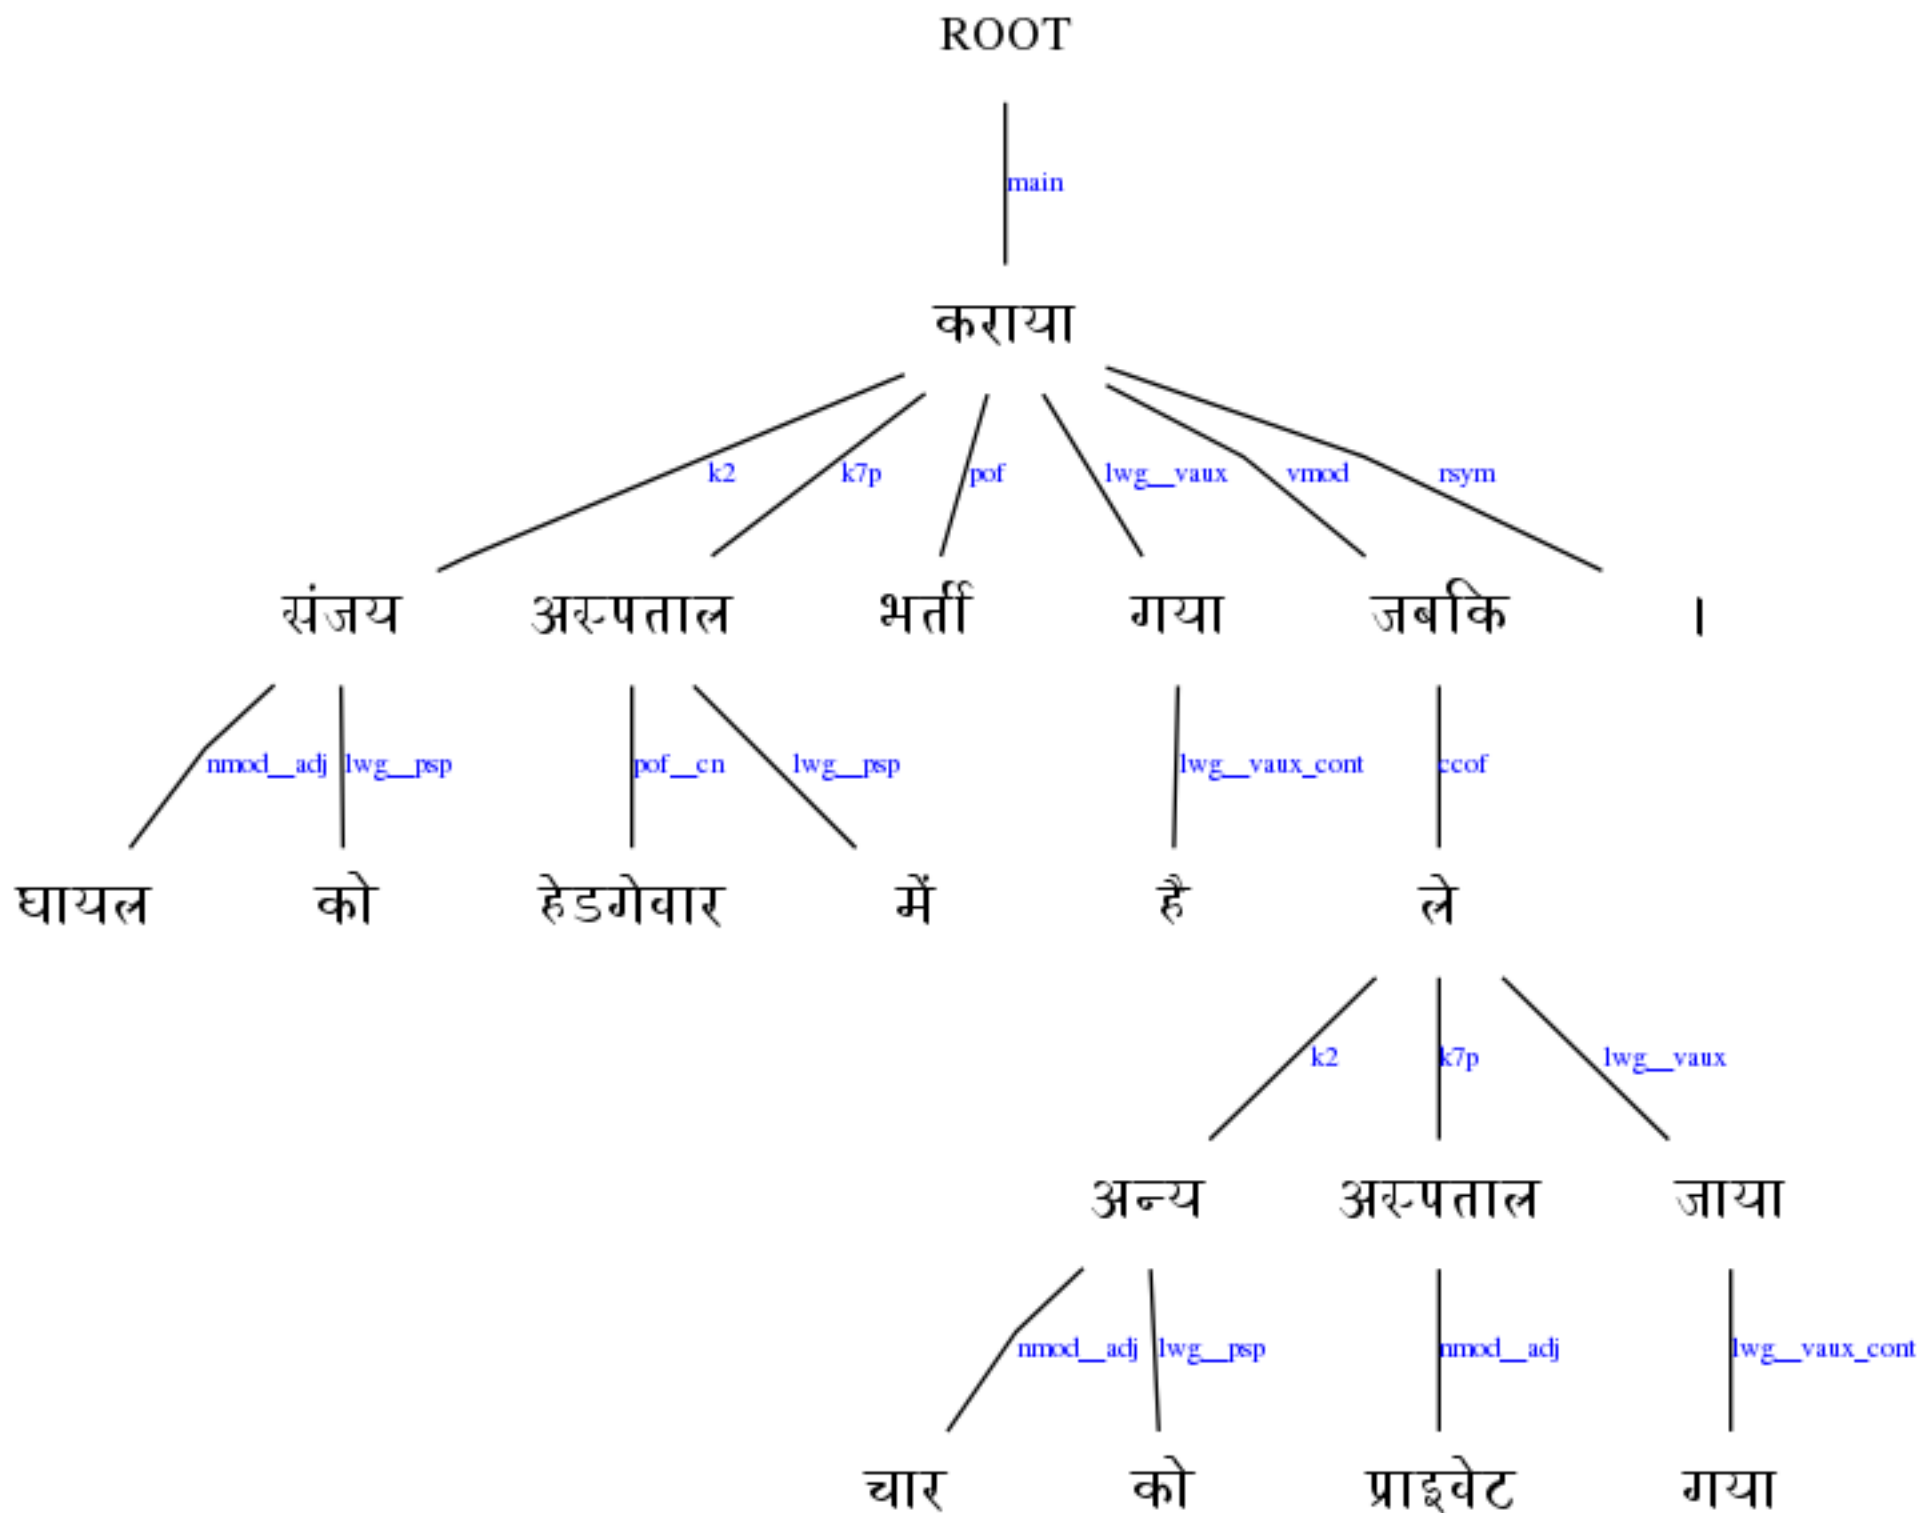 ROOT
main
कराया
k2 k7p pof lwg__vaux vmod rsym
संजय अस्पताल भर्ती गया जबकि ।
nmod__adj lwg__psp pof__cn lwg__psp lwg__vaux_cont ccof
घायल को हेडगेवार में है ले
k2 k7p lwg__vaux
अन्य अस्पताल जाया
nmod__adj lwg__psp nmod__adj lwg__vaux_cont
चार को प्राइवेट गया